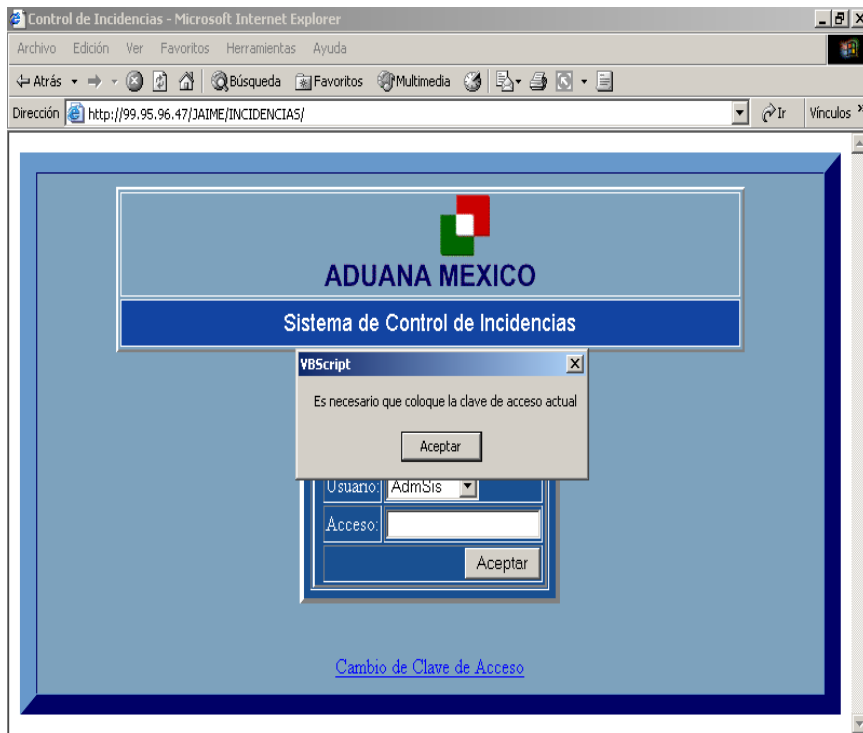 Control de Incidencias - Microsoft Internet Explorer
Archivo Edición Ver Favoritos Herramientas Ayuda
Atrás Búsqueda Favoritos Multimedia
Dirección http://99.95.96.47/JAIME/INCIDENCIAS/ Ir Vínculos »
ADUANA MEXICO
Sistema de Control de Incidencias
VBScript
Es necesario que coloque la clave de acceso actual
Aceptar
Usuario: AdmSis
Acceso:
Aceptar
Cambio de Clave de Acceso